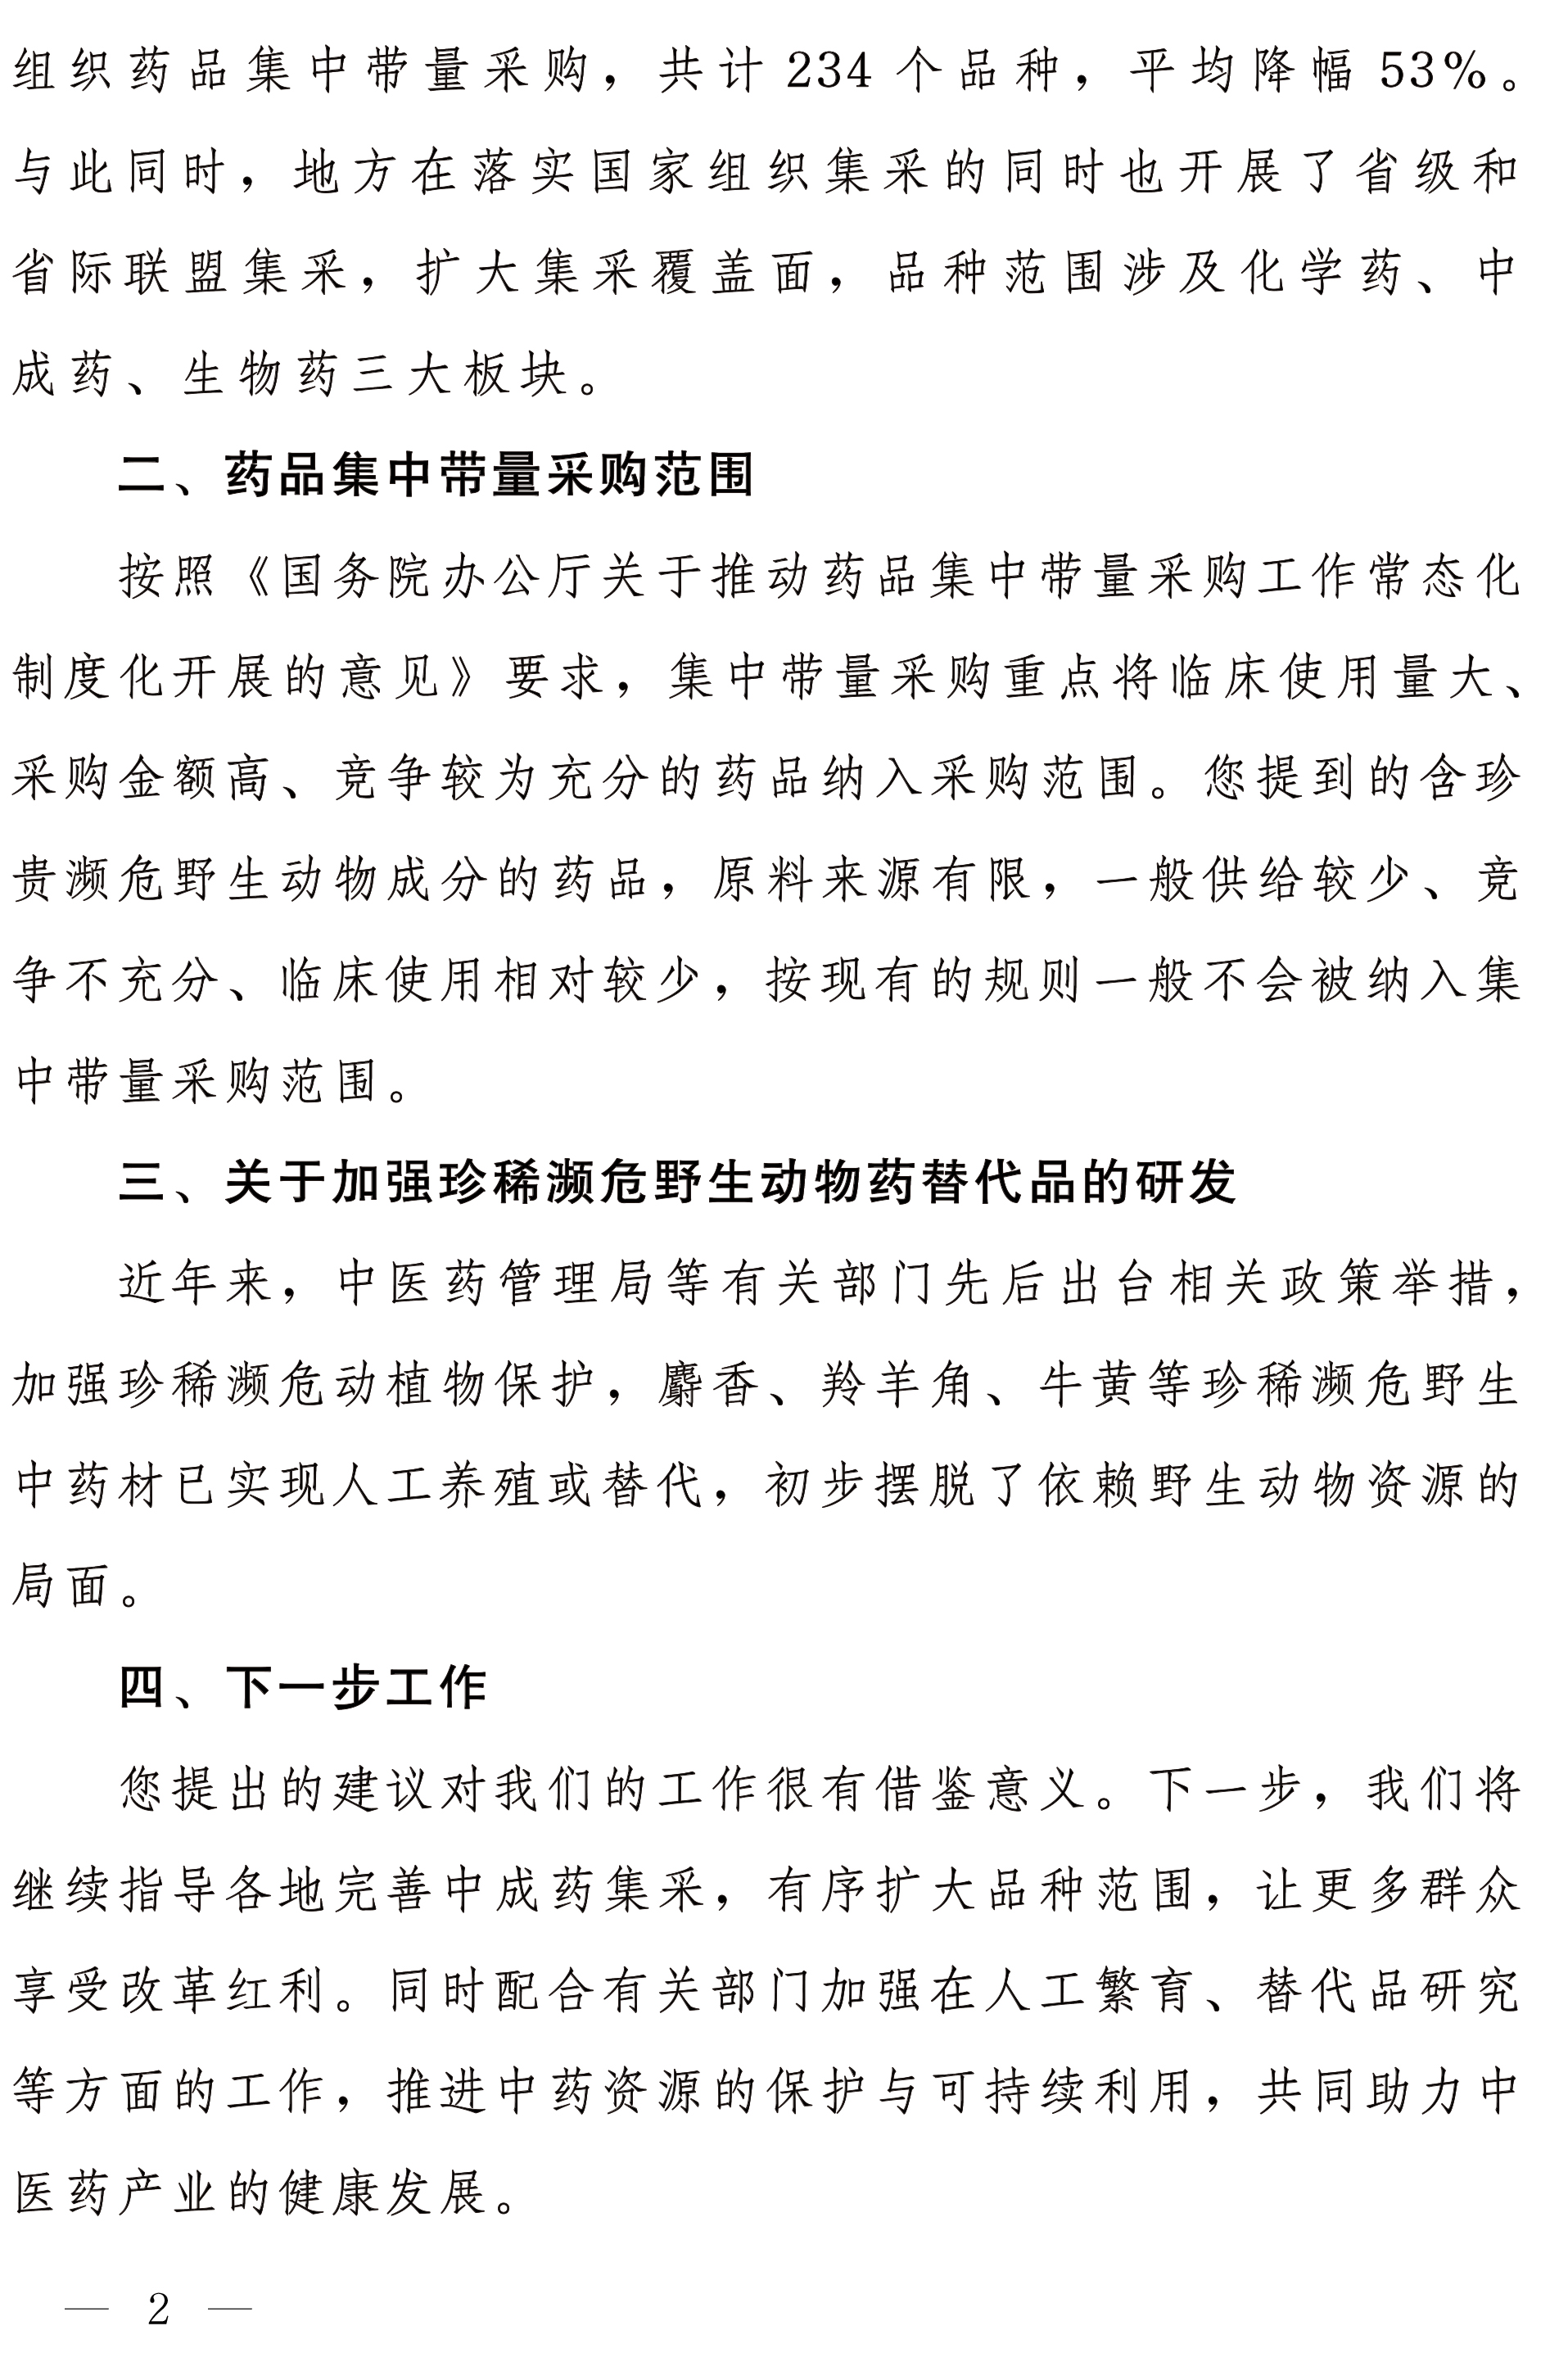 组织药品集中带量采购，共计 234 个品种，平均降幅 53%。
与此同时，地方在落实国家组织集采的同时也开展了省级和
省际联盟集采，扩大集采覆盖面，品种范围涉及化学药、中
成药、生物药三大板块。
二、药品集中带量采购范围
按照《国务院办公厅关于推动药品集中带量采购工作常态化
制度化开展的意见》要求，集中带量采购重点将临床使用量大、
采购金额高、竞争较为充分的药品纳入采购范围。您提到的含珍
贵濒危野生动物成分的药品，原料来源有限，一般供给较少、竞
争不充分、临床使用相对较少，按现有的规则一般不会被纳入集
中带量采购范围。
三、关于加强珍稀濒危野生动物药替代品的研发
近年来，中医药管理局等有关部门先后出台相关政策举措，
加强珍稀濒危动植物保护，麝香、羚羊角、牛黄等珍稀濒危野生
中药材已实现人工养殖或替代，初步摆脱了依赖野生动物资源的
局面。
四、下一步工作
您提出的建议对我们的工作很有借鉴意义。下一步，我们将
继续指导各地完善中成药集采，有序扩大品种范围，让更多群众
享受改革红利。同时配合有关部门加强在人工繁育、替代品研究
等方面的工作，推进中药资源的保护与可持续利用，共同助力中
医药产业的健康发展。
— 2 —